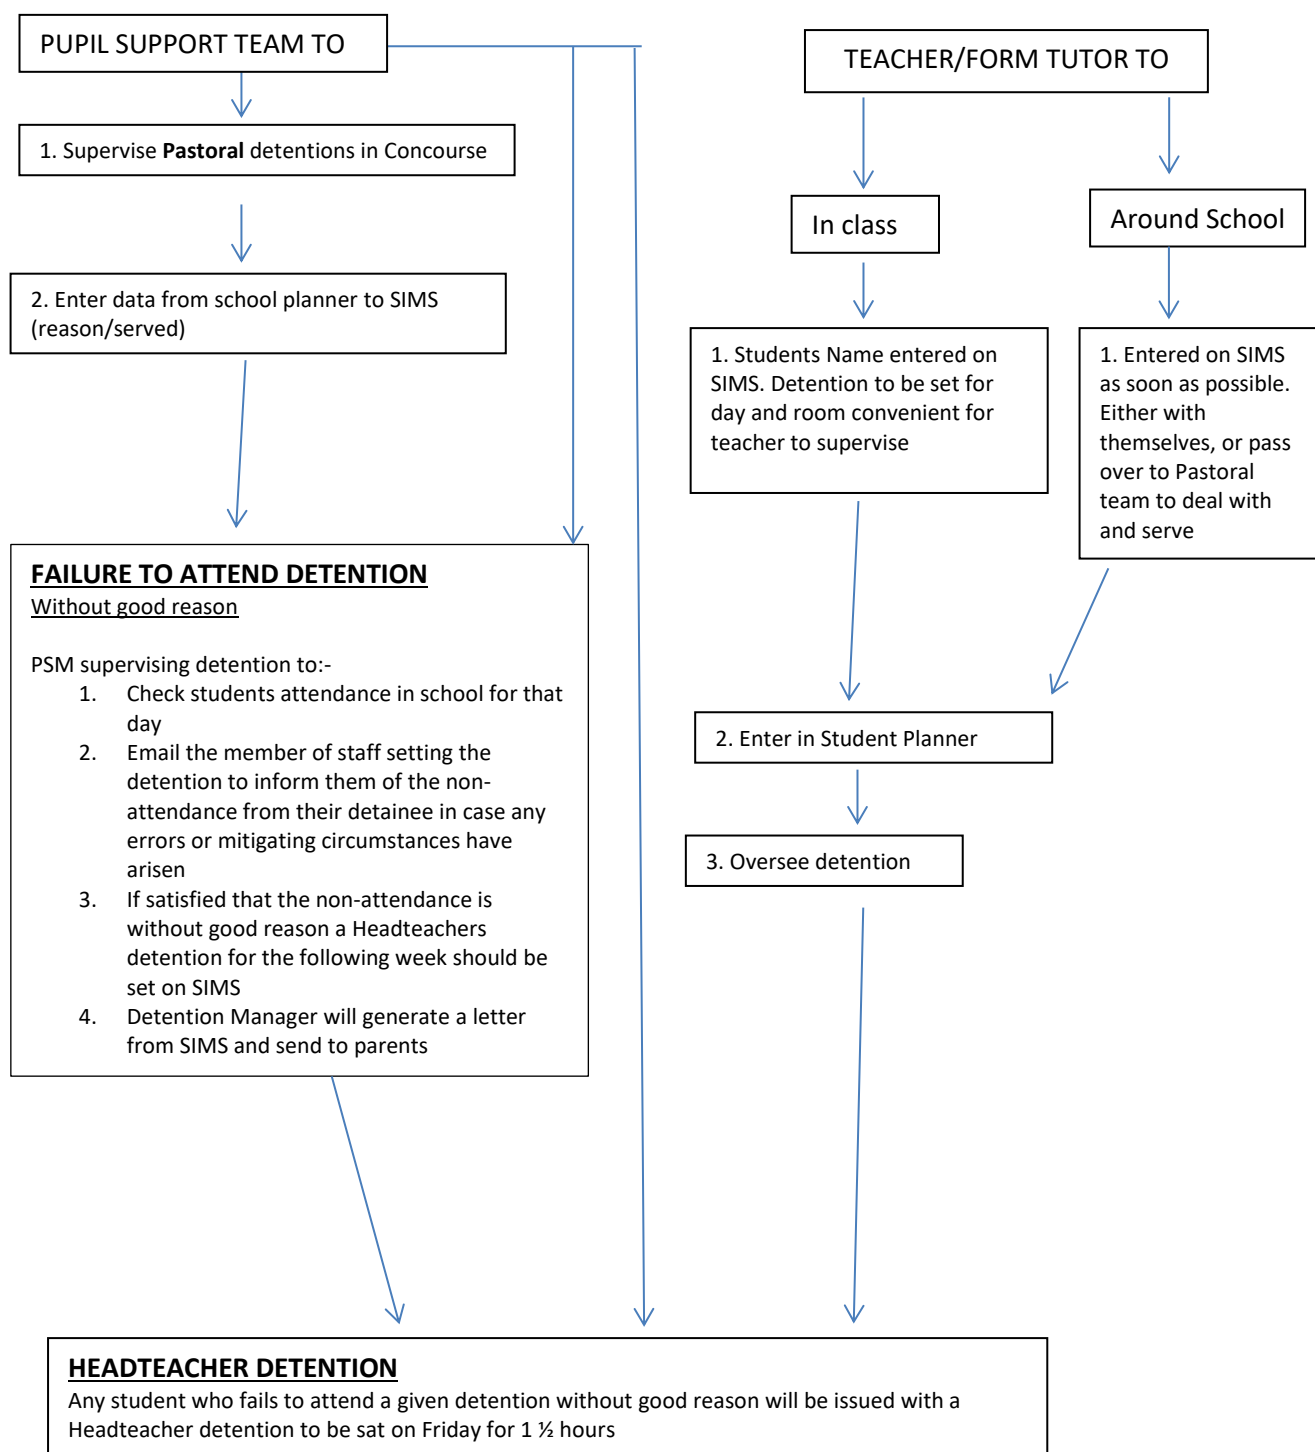 PUPIL SUPPORT TEAM TO
1. Supervise Pastoral detentions in Concourse
2. Enter data from school planner to SIMS
(reason/served)
FAILURE TO ATTEND DETENTION
Without good reason
PSM supervising detention to:-
1. Check students attendance in school for that
day
2. Email the member of staff setting the
detention to inform them of the non-
attendance from their detainee in case any
errors or mitigating circumstances have
arisen
3. If satisfied that the non-attendance is
without good reason a Headteachers
detention for the following week should be
set on SIMS
4. Detention Manager will generate a letter
from SIMS and send to parents
TEACHER/FORM TUTOR TO
In class
1. Students Name entered on
SIMS. Detention to be set for
day and room convenient for
teacher to supervise
Around School
1. Entered on SIMS
as soon as possible.
Either with
themselves, or pass
over to Pastoral
team to deal with
and serve
2. Enter in Student Planner
3. Oversee detention
HEADTEACHER DETENTION
Any student who fails to attend a given detention without good reason will be issued with a
Headteacher detention to be sat on Friday for 1 ½ hours